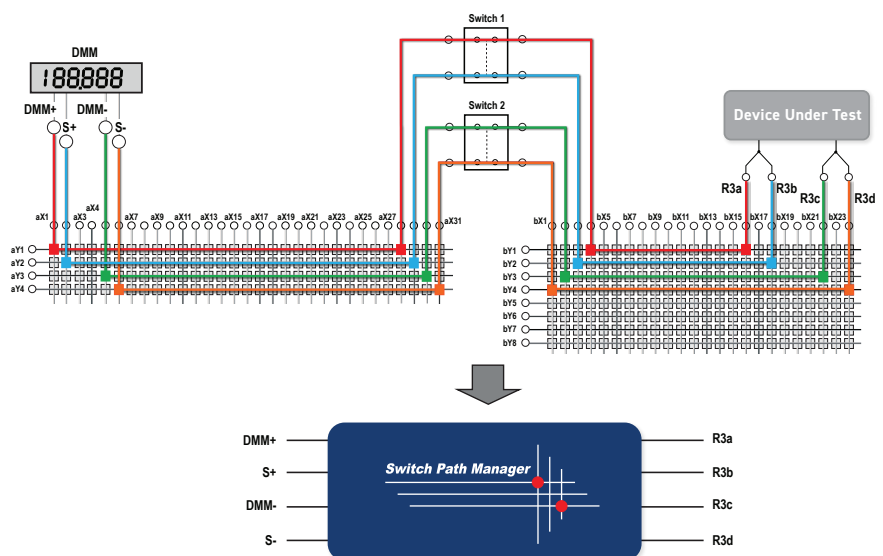 Switch 1
DMM
188.888
Switch 2
DMM+
DMM-
S+
S-
Device Under Test
R3a
R3b
R3c
R3d
aX1
aX3
aX4
aX7
aX9
aX11
aX13
aX15
aX17
aX19
aX21
aX23
aX25
aX27
aX31
bX1
bX5
bX7
bX9
bX11
bX13
bX15
bX17
bX19
bX21
bX23
aY1
aY2
aY3
aY4
bY1
bY2
bY3
bY4
bY5
bY6
bY7
bY8
DMM+
S+
DMM-
S-
Switch Path Manager
R3a
R3b
R3c
R3d